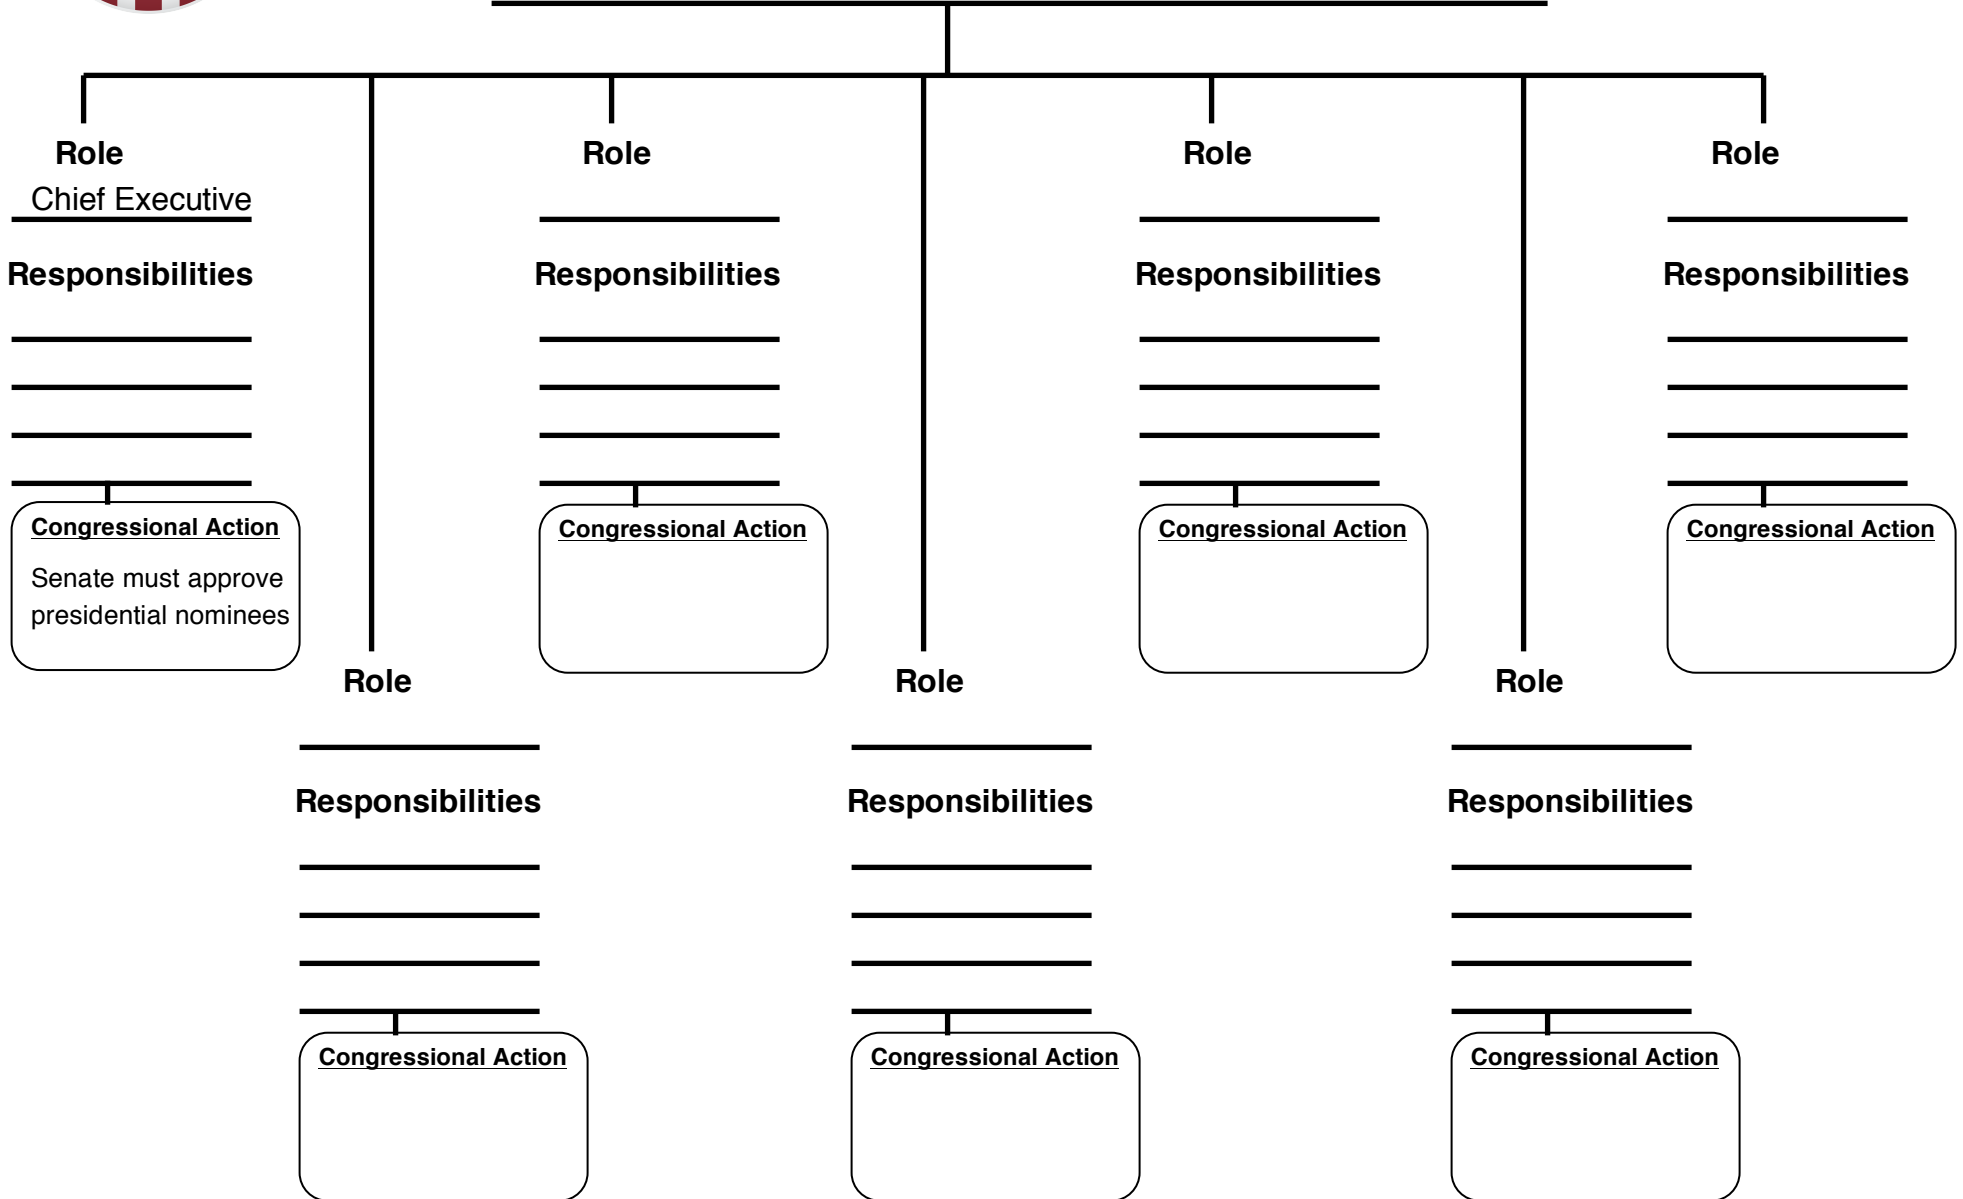 Role
Chief Executive
Responsibilities
Congressional Action
Senate must approve
presidential nominees
Role
Responsibilities
Congressional Action
Role
Responsibilities
Congressional Action
Role
Responsibilities
Congressional Action
Role
Responsibilities
Congressional Action
Role
Responsibilities
Congressional Action
Role
Responsibilities
Congressional Action